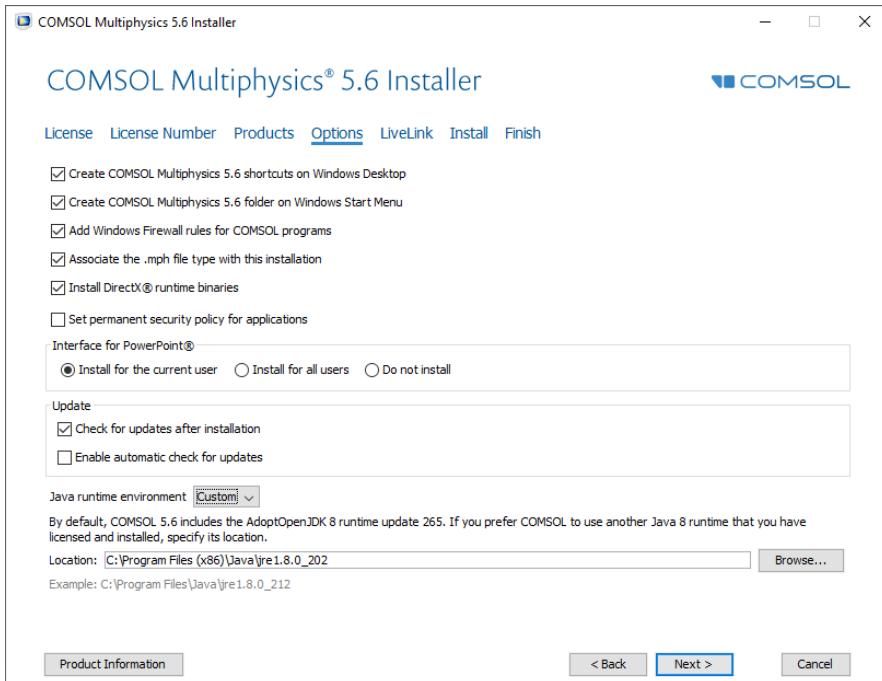 COMSOL Multiphysics 5.6 Installer
COMSOL Multiphysics® 5.6 Installer
COMSOL
License License Number Products Options LiveLink Install Finish
Create COMSOL Multiphysics 5.6 shortcuts on Windows Desktop
Create COMSOL Multiphysics 5.6 folder on Windows Start Menu
Add Windows Firewall rules for COMSOL programs
Associate the .mph file type with this installation
Install DirectX® runtime binaries
Set permanent security policy for applications
Interface for PowerPoint®
Install for the current user Install for all users Do not install
Update
Check for updates after installation
Enable automatic check for updates
Java runtime environment Custom
By default, COMSOL 5.6 includes the AdoptOpenJDK 8 runtime update 265. If you prefer COMSOL to use another Java 8 runtime that you have
licensed and installed, specify its location.
Location: C:\Program Files (x86)\Java\jre1.8.0_202 Browse...
Example: C:\Program Files\Java\jre1.8.0_212
Product Information < Back Next > Cancel